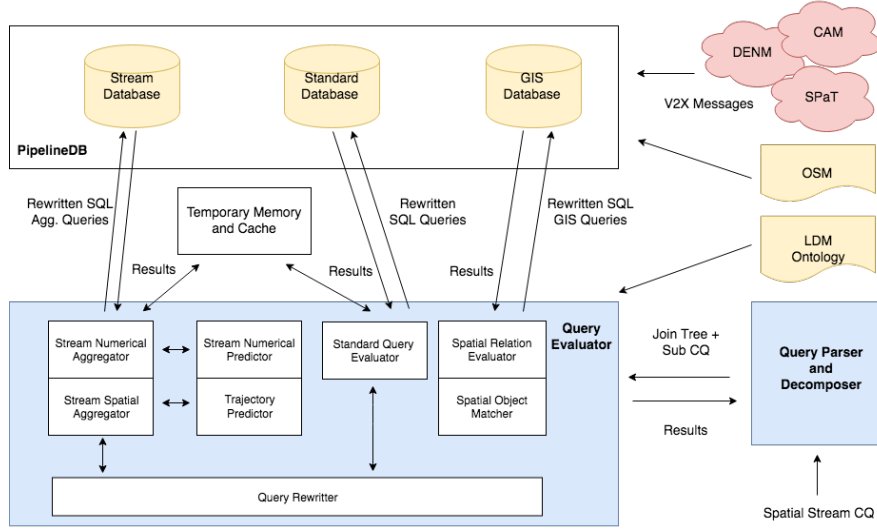 CAM
DENM
SPaT
V2X Messages
Stream
Database
Standard
Database
GIS
Database
PipelineDB
OSM
LDM
Ontology
Rewritten SQL
Agg. Queries
Temporary Memory
and Cache
Rewritten
SQL Queries
Rewritten SQL
GIS Queries
Results
Results
Results
Query
Evaluator
Stream Numerical
Aggregator
Stream Numerical
Predictor
Standard Query
Evaluator
Spatial Relation
Evaluator
Stream Spatial
Aggregator
Trajectory
Predictor
Spatial Object
Matcher
Query Rewritter
Join Tree +
Sub CQ
Results
Query Parser
and
Decomposer
Spatial Stream CQ